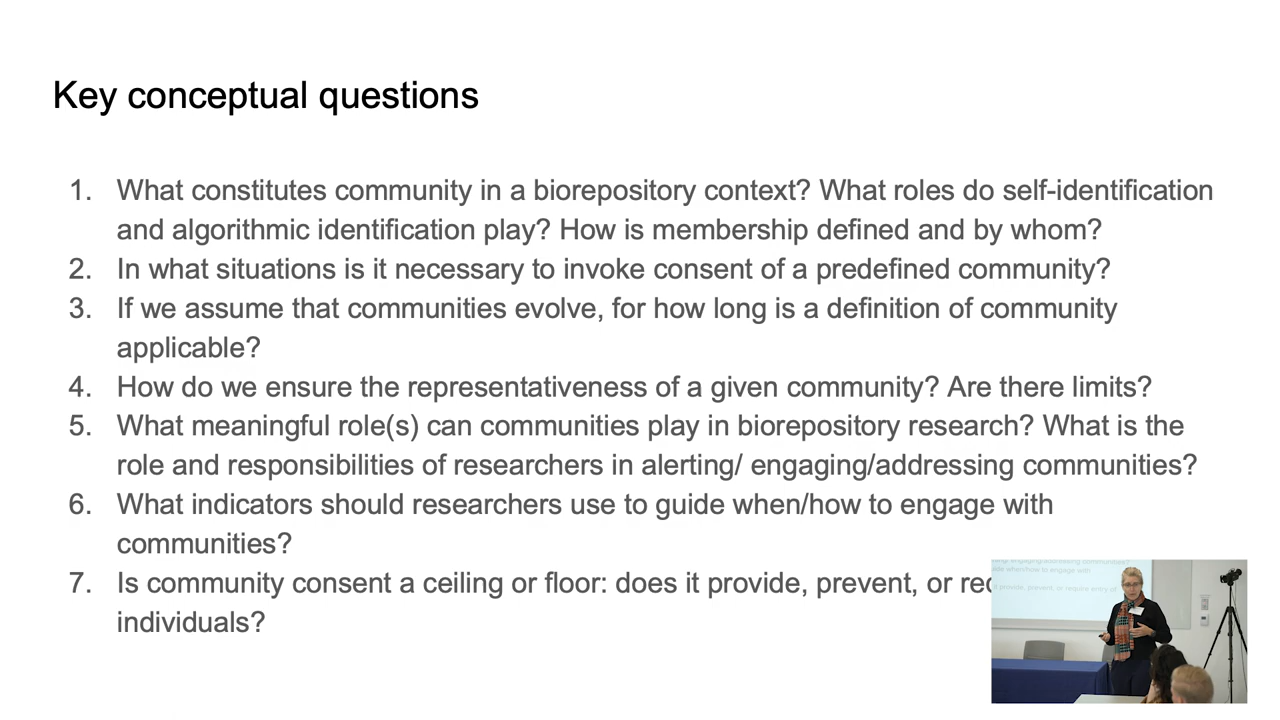 Key conceptual questions
1. What constitutes community in a biorepository context? What roles do self-identification
and algorithmic identification play? How is membership defined and by whom?
2. In what situations is it necessary to invoke consent of a predefined community?
3. If we assume that communities evolve, for how long is a definition of community
applicable?
4. How do we ensure the representativeness of a given community? Are there limits?
5. What meaningful role(s) can communities play in biorepository research? What is the
role and responsibilities of researchers in alerting/ engaging/addressing communities?
6. What indicators should researchers use to guide when/how to engage with
communities?
7. Is community consent a ceiling or floor: does it provide, prevent, or
individuals?
provide, prevent, or require entry of